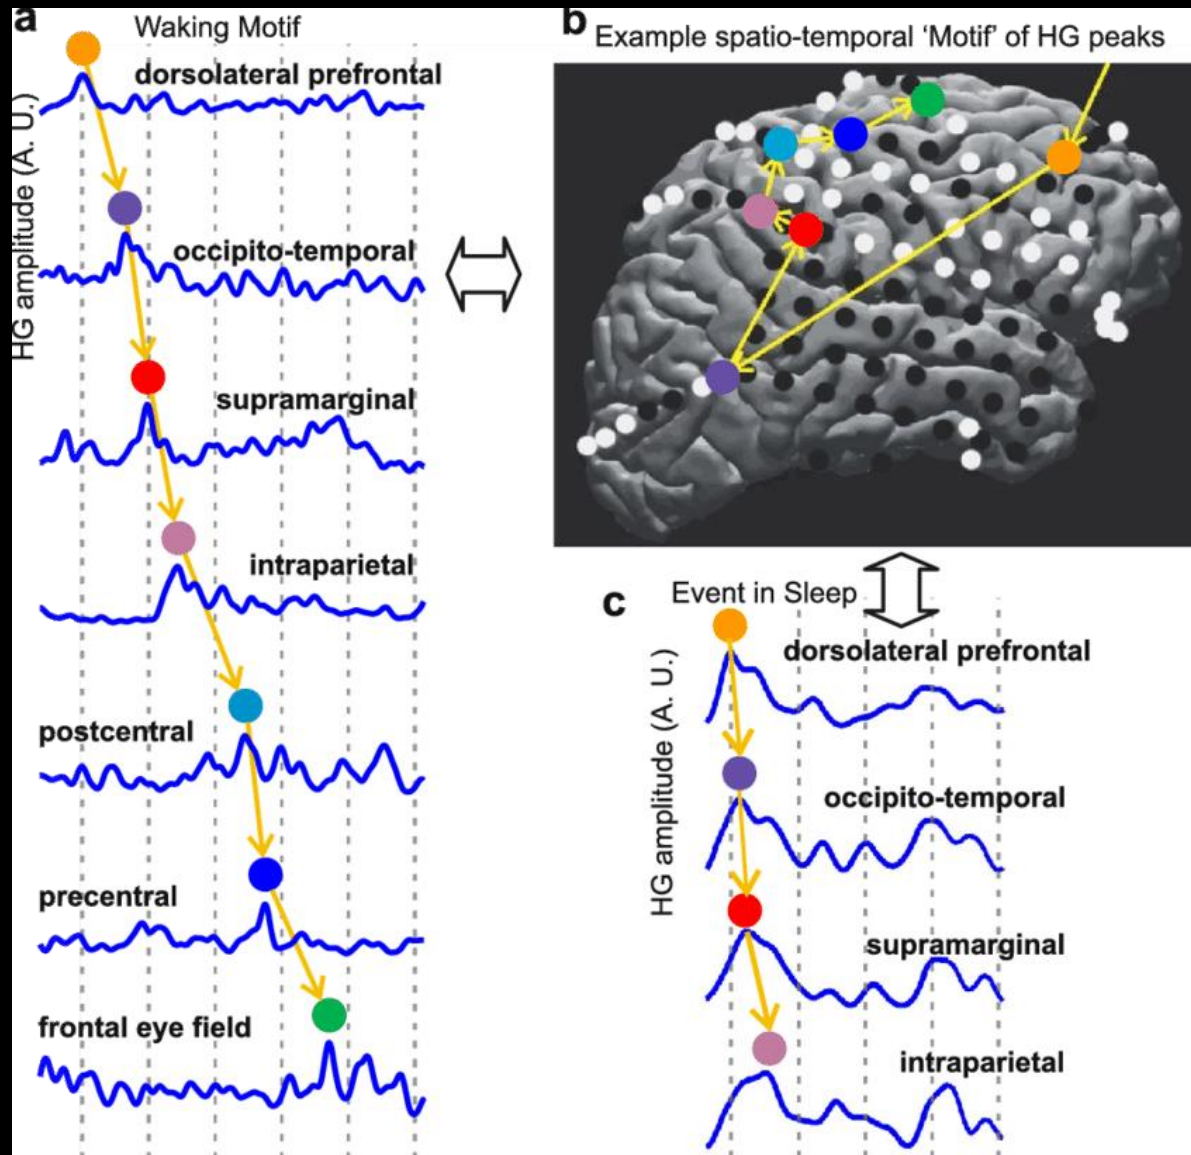 a
Waking Motif
dorsolateral prefrontal
HG amplitude (A. U.)
occipito-temporal
supramarginal
intraparietal
postcentral
precentral
frontal eye field
b
Example spatio-temporal ‘Motif’ of HG peaks
c
Event in Sleep
dorsolateral prefrontal
HG amplitude (A. U.)
occipito-temporal
supramarginal
intraparietal